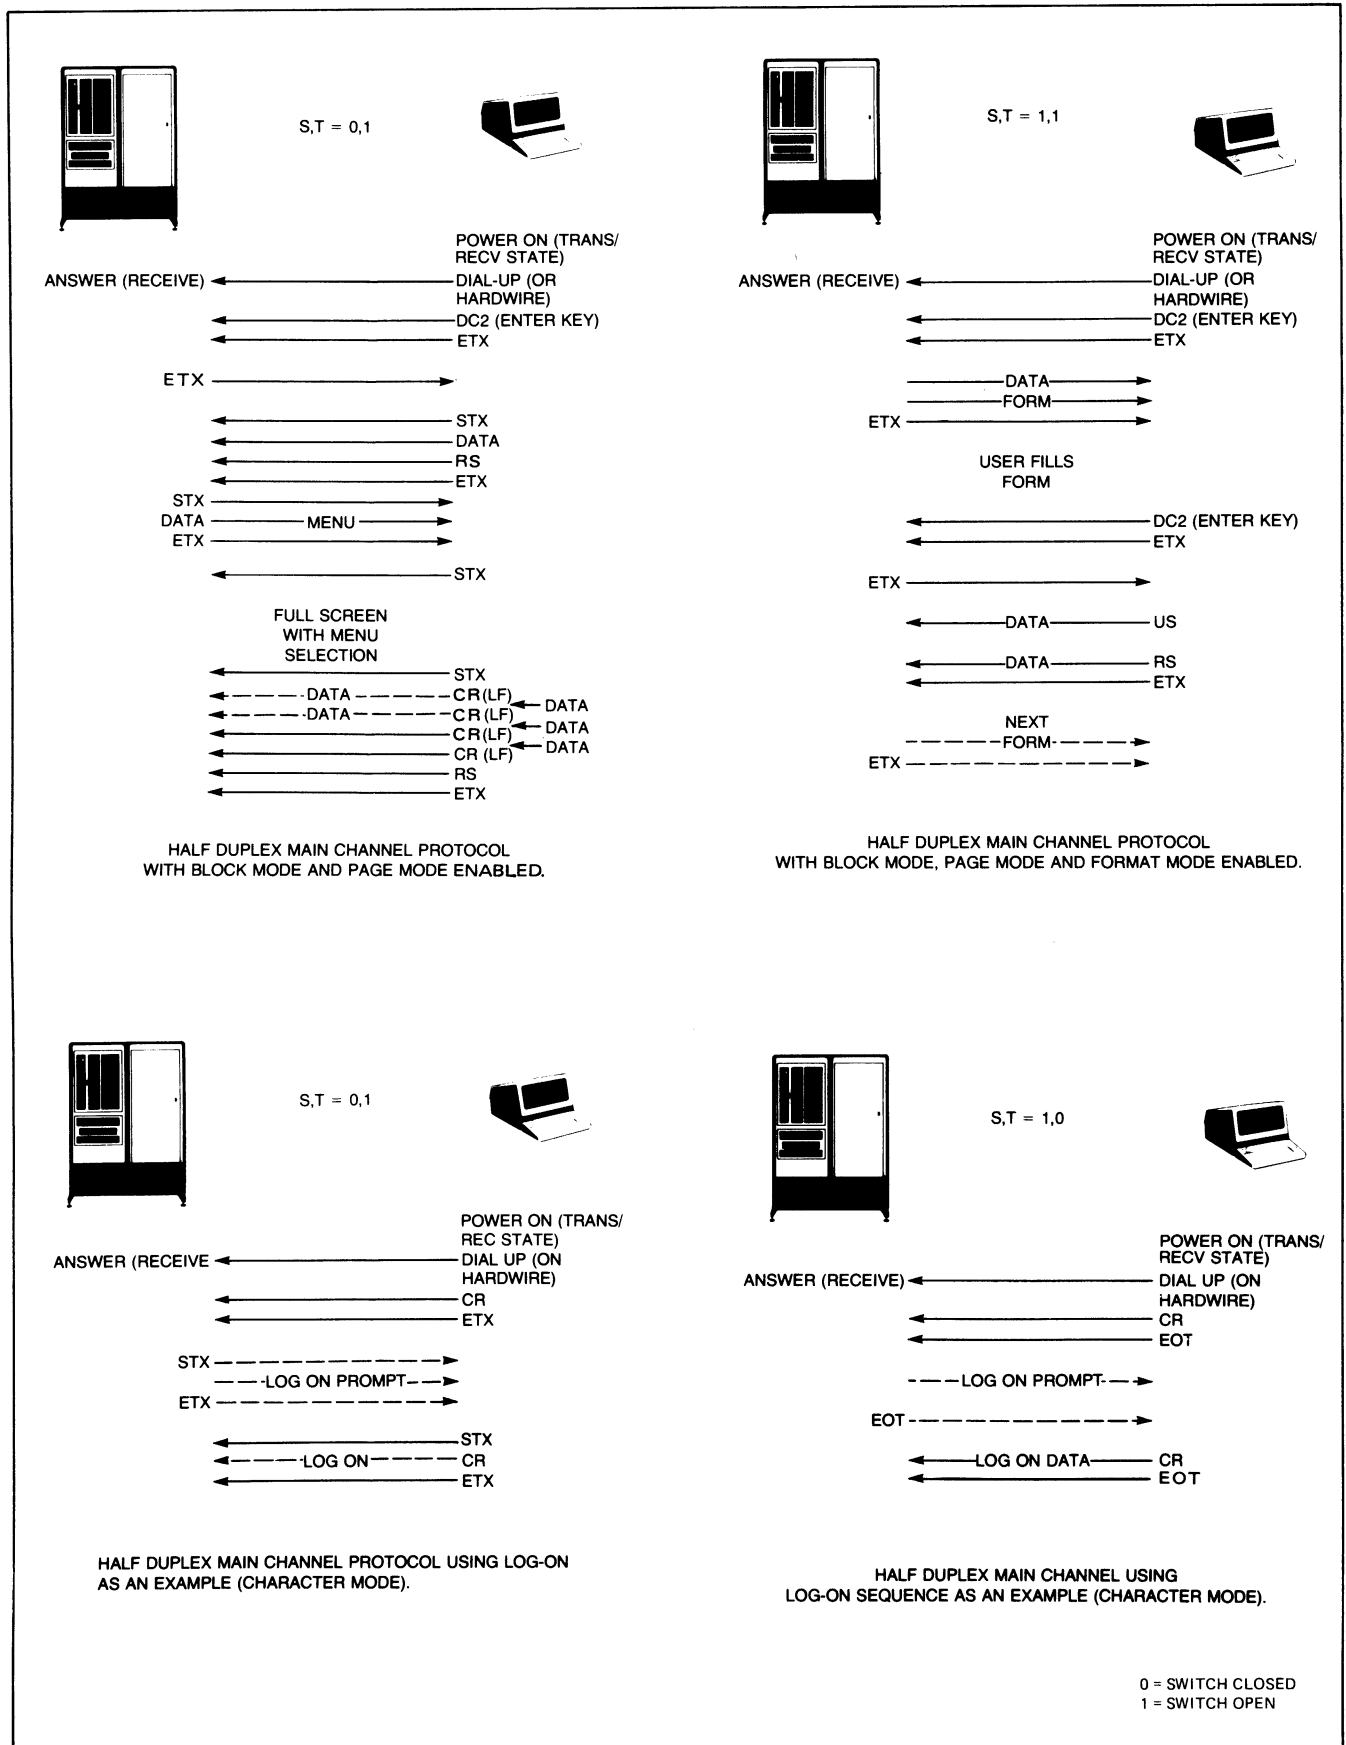 S,T = 0,1
POWER ON (TRANS/
RECV STATE)
ANSWER (RECEIVE) DIAL-UP (OR
HARDWIRE)
DC2 (ENTER KEY)
ETX
ETX
STX
DATA
RS
ETX
STX
DATA MENU
ETX
STX
FULL SCREEN
WITH MENU
SELECTION
STX
DATA CR(LF)
DATA
DATA CR(LF)
DATA
CR(LF)
DATA
CR (LF)
RS
ETX
HALF DUPLEX MAIN CHANNEL PROTOCOL
WITH BLOCK MODE AND PAGE MODE ENABLED.
S,T = 1,1
POWER ON (TRANS/
RECV STATE)
ANSWER (RECEIVE) DIAL-UP (OR
HARDWIRE)
DC2 (ENTER KEY)
ETX
DATA
FORM
ETX
USER FILLS
FORM
DC2 (ENTER KEY)
ETX
ETX
DATA US
DATA RS
ETX
NEXT
FORM
ETX
HALF DUPLEX MAIN CHANNEL PROTOCOL
WITH BLOCK MODE, PAGE MODE AND FORMAT MODE ENABLED.
S,T = 0,1
POWER ON (TRANS/
REC STATE)
ANSWER (RECEIVE DIAL UP (ON
HARDWIRE)
CR
ETX
STX
LOG ON PROMPT
ETX
STX
LOG ON CR
ETX
HALF DUPLEX MAIN CHANNEL PROTOCOL USING LOG-ON
AS AN EXAMPLE (CHARACTER MODE).
S,T = 1,0
POWER ON (TRANS/
RECV STATE)
ANSWER (RECEIVE) DIAL UP (ON
HARDWIRE)
CR
EOT
LOG ON PROMPT
EOT
LOG ON DATA CR
EOT
HALF DUPLEX MAIN CHANNEL USING
LOG-ON SEQUENCE AS AN EXAMPLE (CHARACTER MODE).
0 = SWITCH CLOSED
1 = SWITCH OPEN